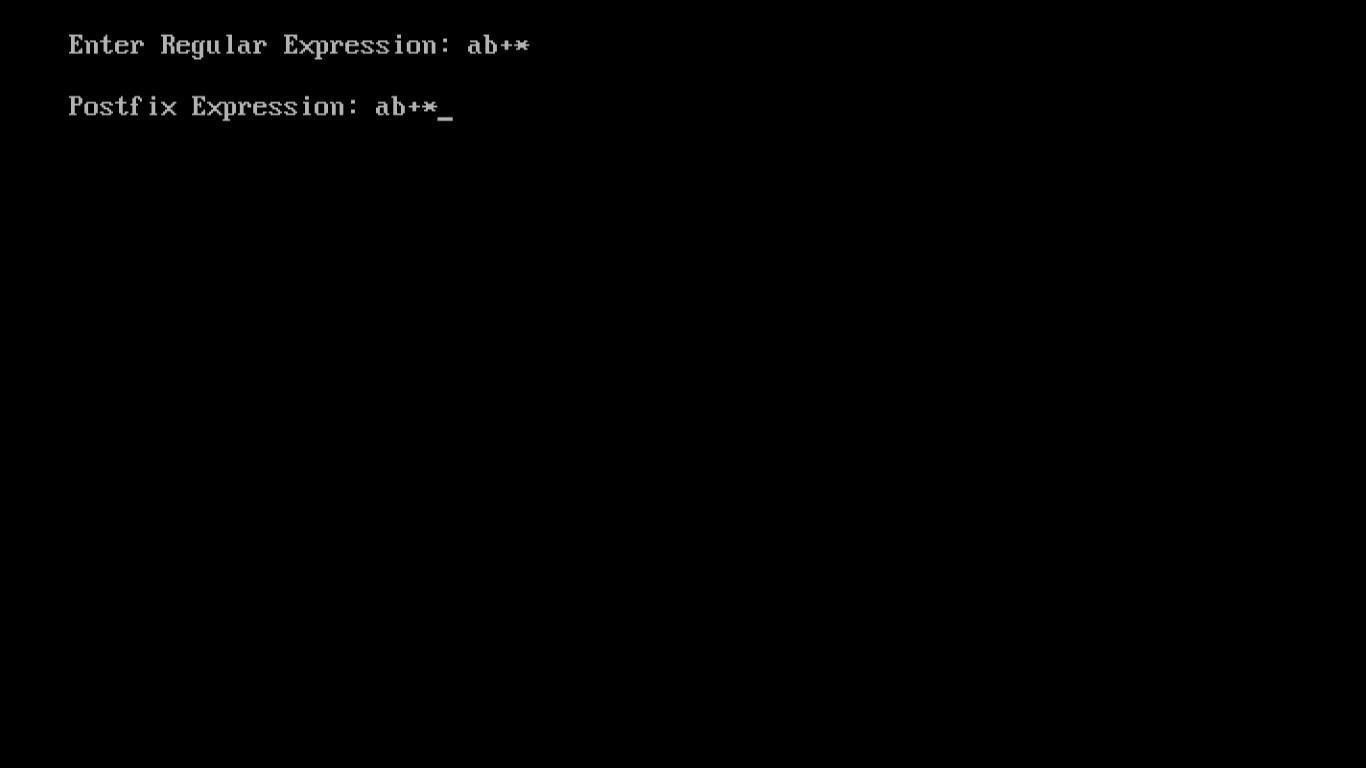 Enter Regular Expression: ab+*
Postfix Expression: ab+*_